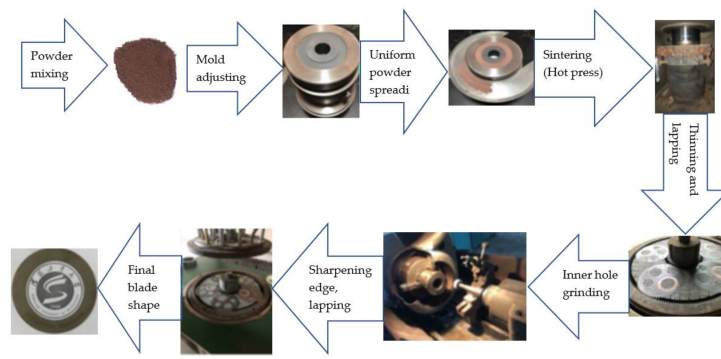 Powder
mixing
Mold
adjusting
Uniform
powder
spreadi
Sintering
(Hot press)
Thinning and
lapping
Inner hole
grinding
Sharpening
edge,
lapping
Final
blade
shape